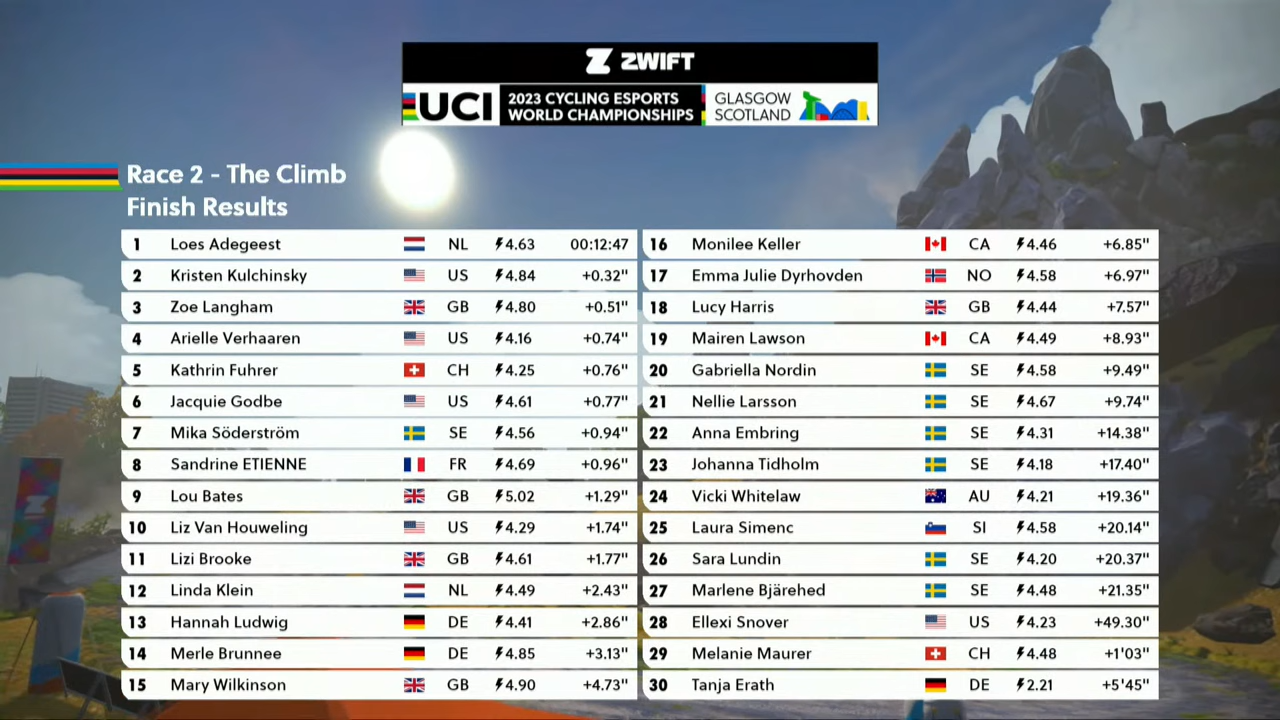 ZWIFT
UCI 2023 CYCLING ESPORTS WORLD CHAMPIONSHIPS GLASGOW SCOTLAND
Race 2 - The Climb
Finish Results
1 Loes Adegeest NL 4.63 00:12:47
2 Kristen Kulchinsky US 4.84 +0.32"
3 Zoe Langham GB 4.80 +0.51"
4 Arielle Verhaaren US 4.16 +0.74"
5 Kathrin Fuhrer CH 4.25 +0.76"
6 Jacquie Godbe US 4.61 +0.77"
7 Mika Söderström SE 4.56 +0.94"
8 Sandrine ETIENNE FR 4.69 +0.96"
9 Lou Bates GB 5.02 +1.29"
10 Liz Van Houweling US 4.29 +1.74"
11 Lizi Brooke GB 4.61 +1.77"
12 Linda Klein NL 4.49 +2.43"
13 Hannah Ludwig DE 4.41 +2.86"
14 Merle Brunnee DE 4.85 +3.13"
15 Mary Wilkinson GB 4.90 +4.73"
16 Monilee Keller CA 4.46 +6.85"
17 Emma Julie Dyrhovden NO 4.58 +6.97"
18 Lucy Harris GB 4.44 +7.57"
19 Mairen Lawson CA 4.49 +8.93"
20 Gabriella Nordin SE 4.58 +9.49"
21 Nellie Larsson SE 4.67 +9.74"
22 Anna Embring SE 4.31 +14.38"
23 Johanna Tidholm SE 4.18 +17.40"
24 Vicki Whitelaw AU 4.21 +19.36"
25 Laura Simenc SI 4.58 +20.14"
26 Sara Lundin SE 4.20 +20.37"
27 Marlene Bjärehed SE 4.48 +21.35"
28 Ellexi Snover US 4.23 +49.30"
29 Melanie Maurer CH 4.48 +1'03"
30 Tanja Erath DE 2.21 +5'45"